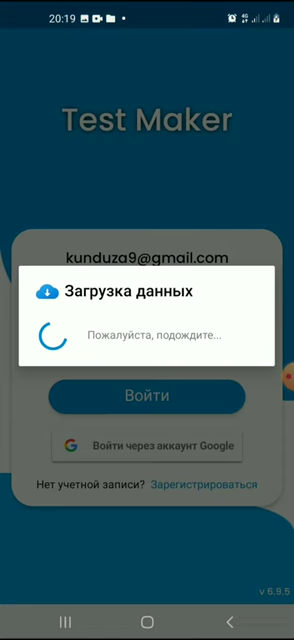 20:19
Test Maker
kunduza9@gmail.com
Загрузка данных
Пожалуйста, подождите...
Войти
Войти через аккаунт Google
Нет учетной записи? Зарегистрироваться
v 6.9.5